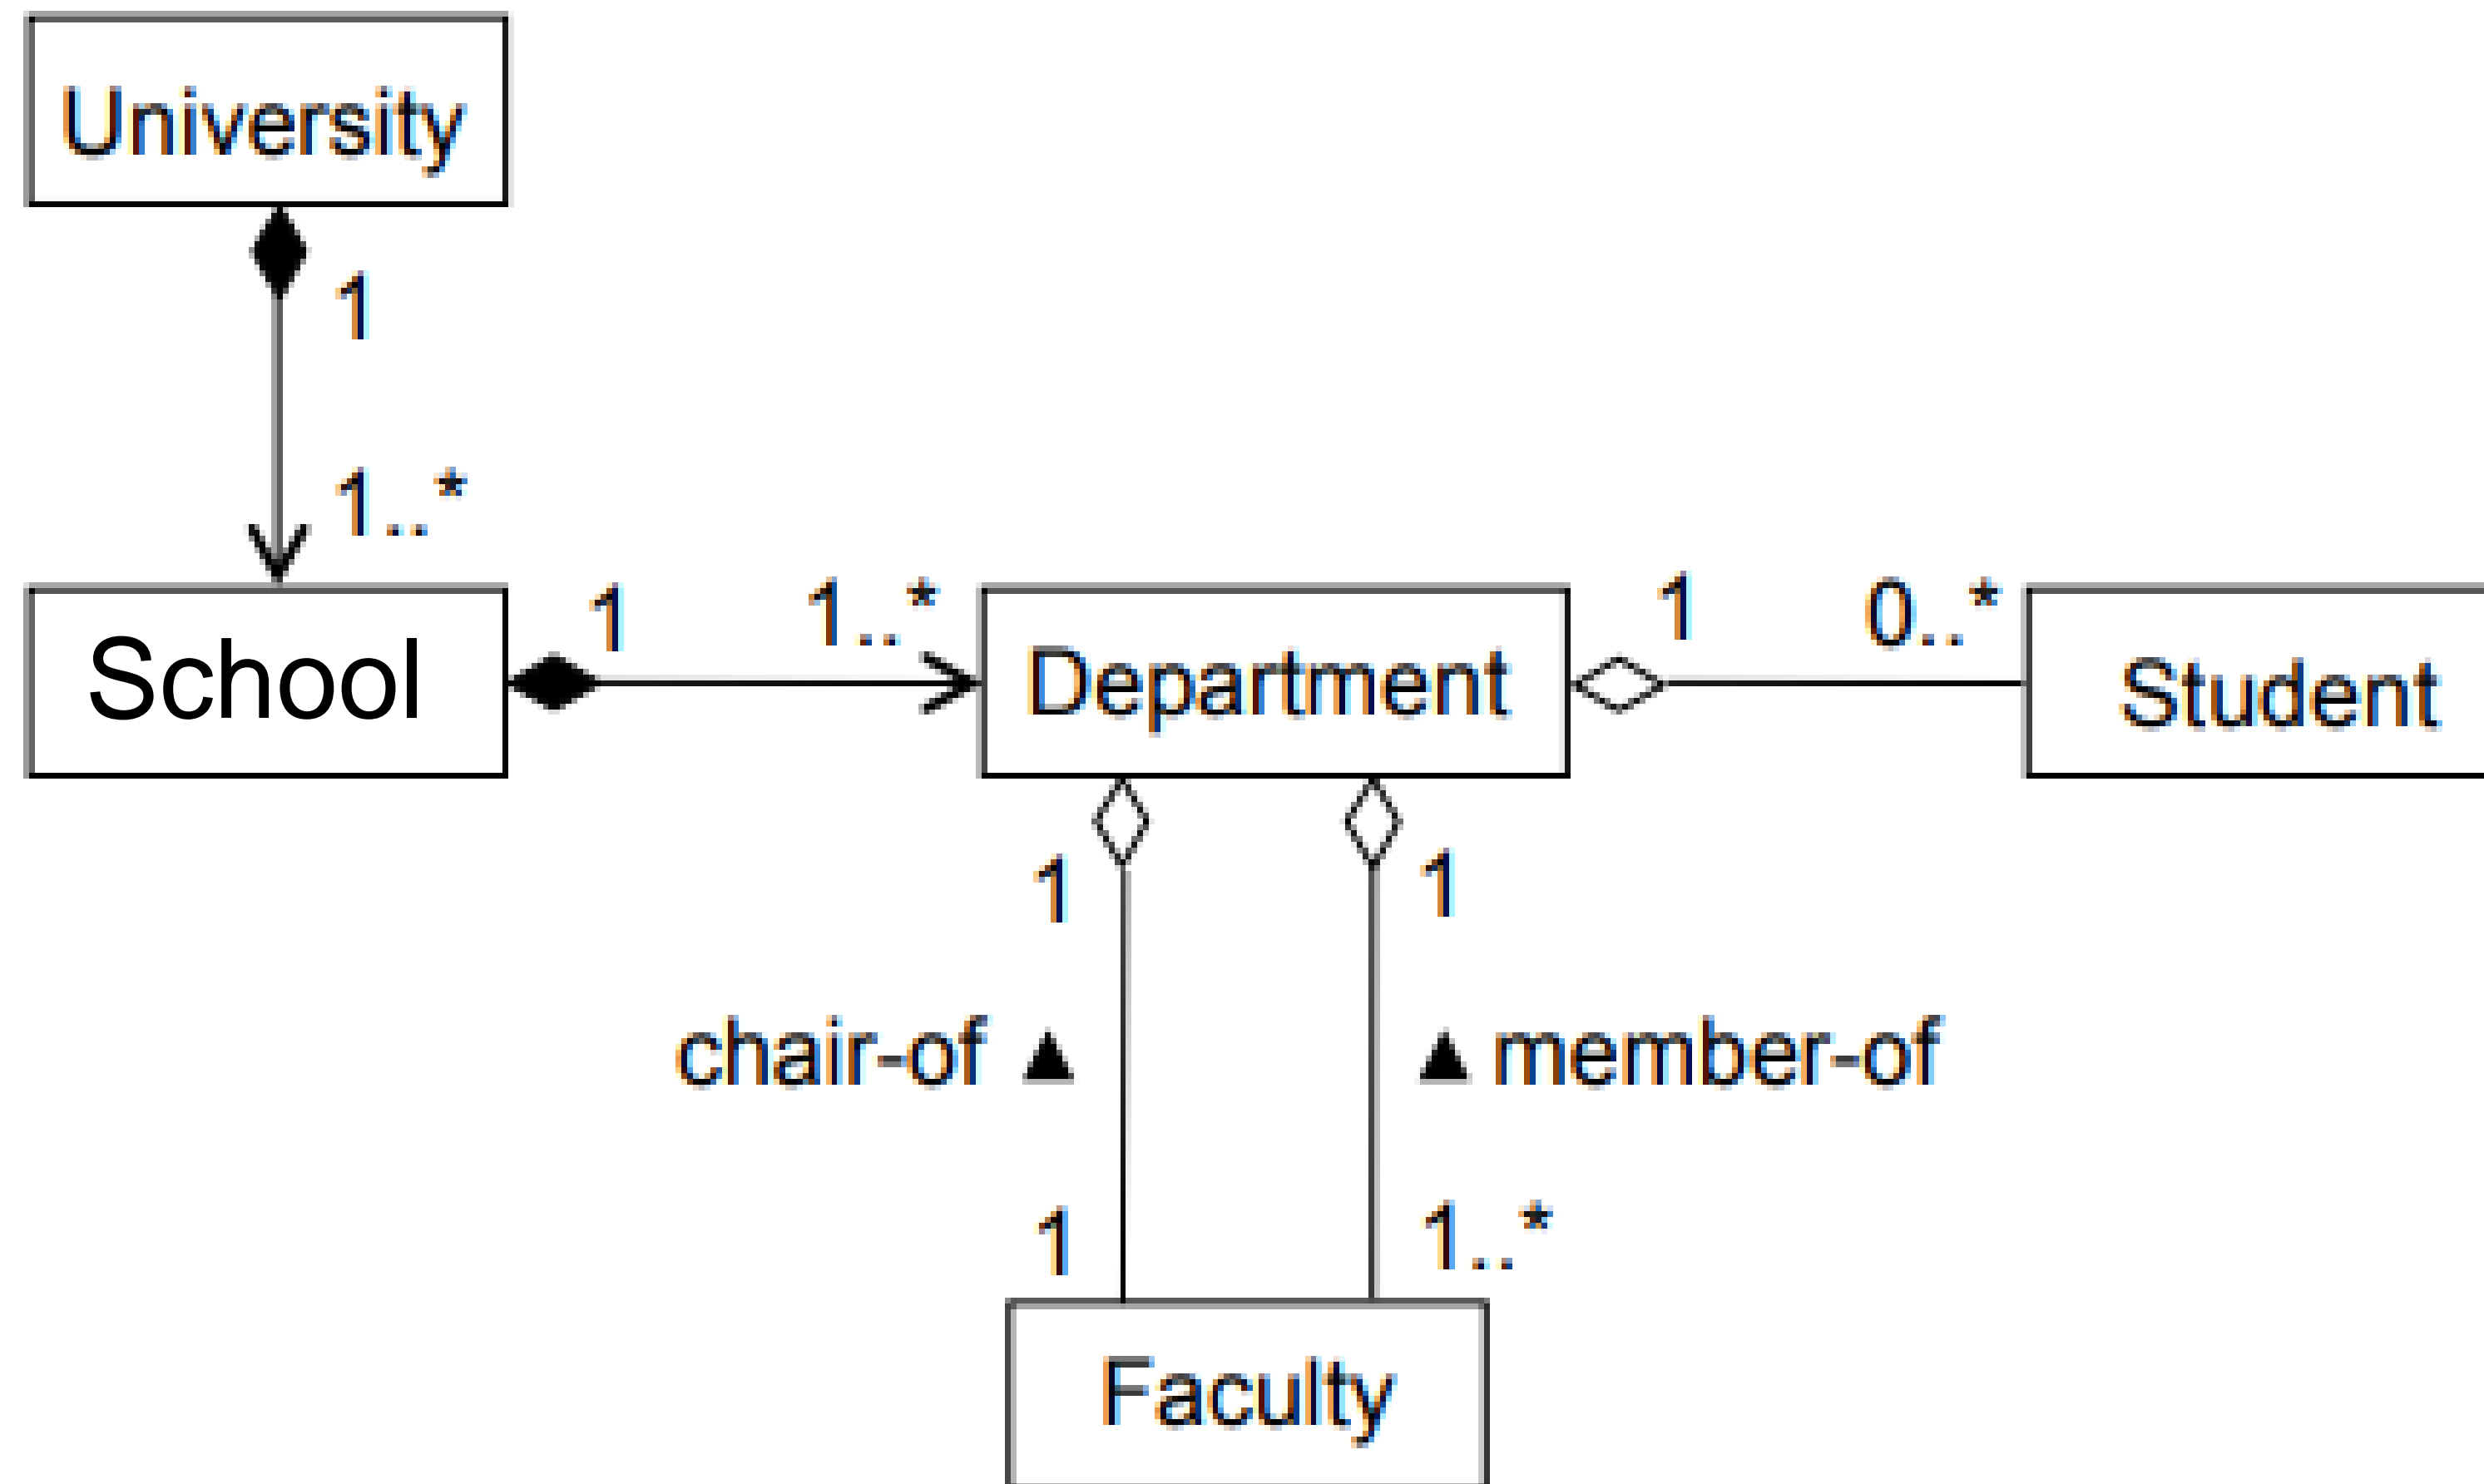 University
1
1..*
School
1
1..*
Department
1
0..*
Student
1
1
chair-of ▲
▲ member-of
1
1..*
Faculty